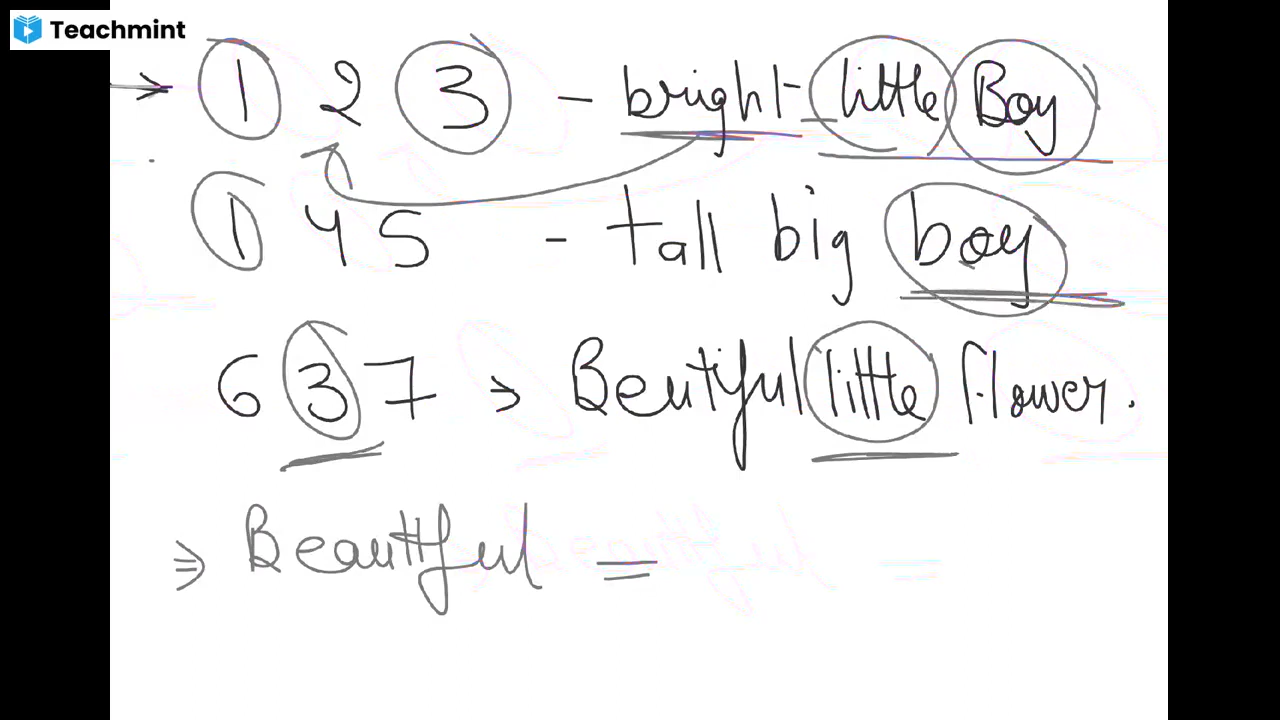 Teachmint
1 2 3 - bright little Boy
1 4 5 - tall big boy
6 3 7 ⇒ Beutiful little flower.
⇒ Beautiful =